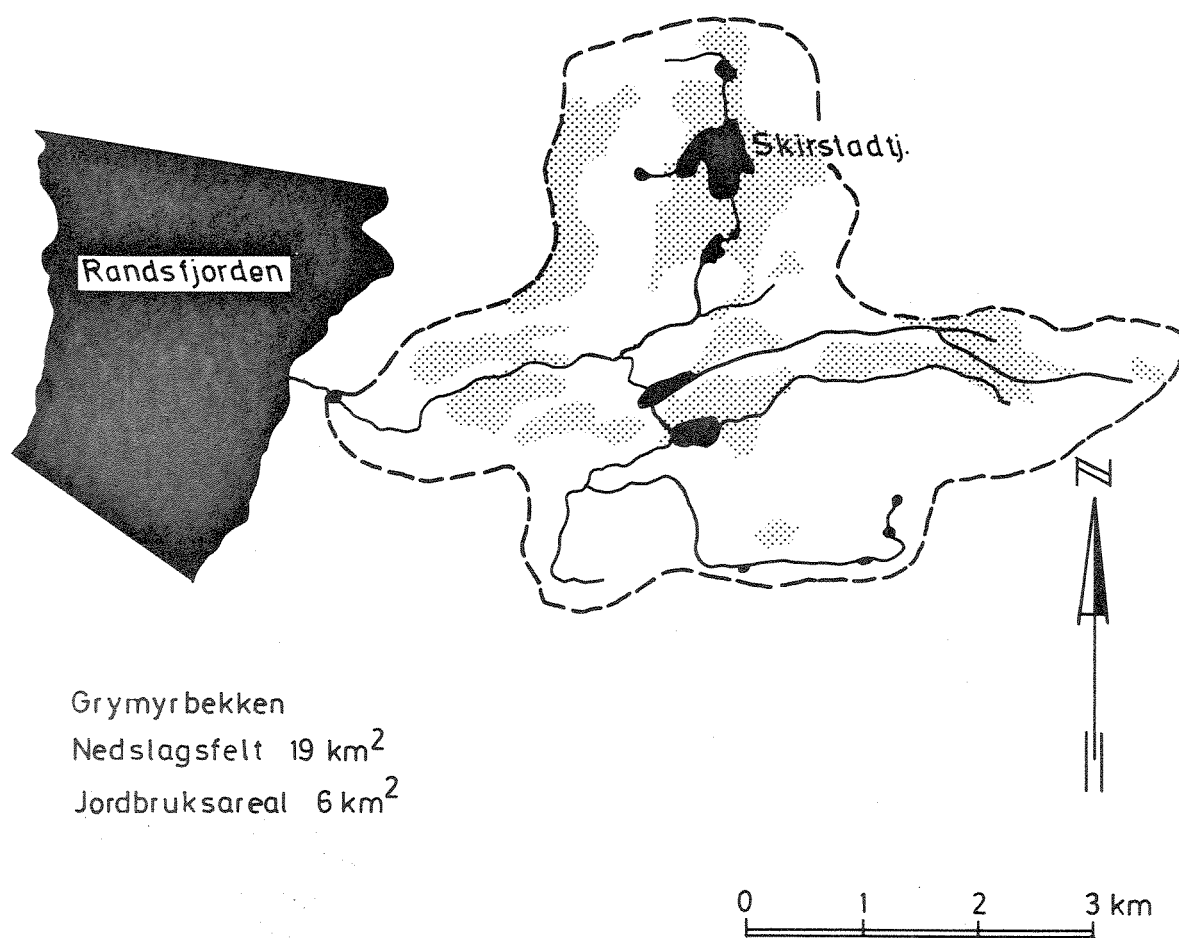 Skirstadtj.
Randsfjorden
N
Grymyrbekken
Nedslagsfelt 19 km²
Jordbruksareal 6 km²
0 1 2 3 km